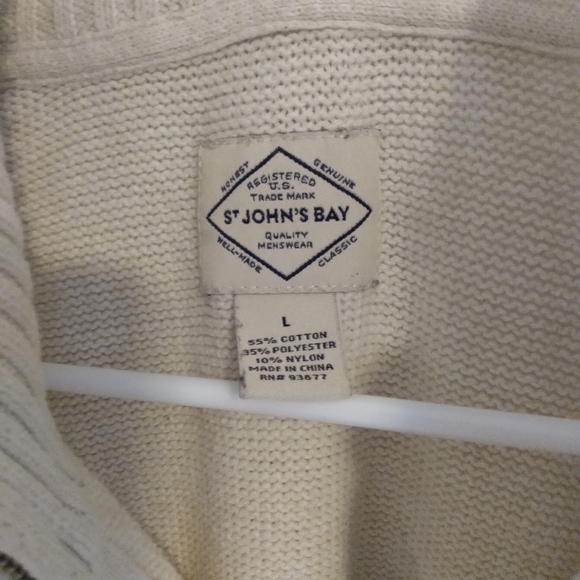 HONEST
GENUINE
REGISTERED
U.S.
TRADE MARK
ST JOHN'S BAY
QUALITY
MENSWEAR
WELL-MADE
CLASSIC
L
55% COTTON
35% POLYESTER
10% NYLON
MADE IN CHINA
RN# 93677